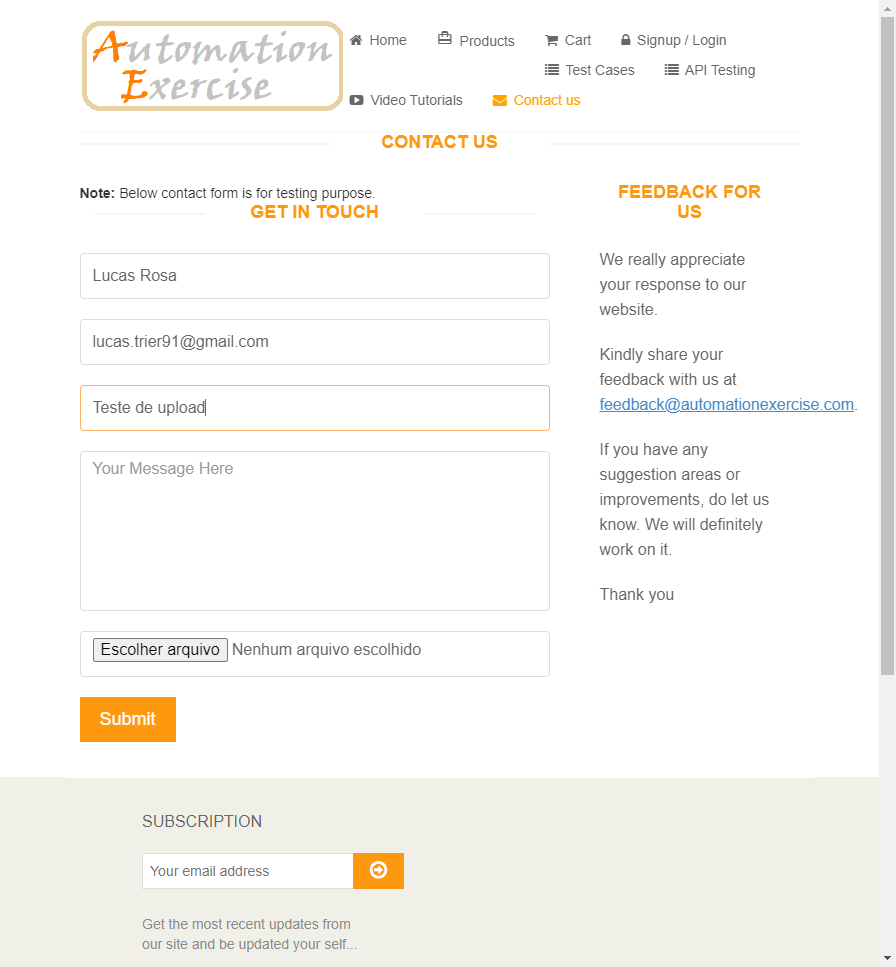 Automation
Exercise
Home
Products
Cart
Signup / Login
Test Cases
API Testing
Video Tutorials
Contact us
CONTACT US
Note: Below contact form is for testing purpose.
GET IN TOUCH
Lucas Rosa
lucas.trier91@gmail.com
Teste de upload
Your Message Here
Escolher arquivo Nenhum arquivo escolhido
Submit
FEEDBACK FOR
US
We really appreciate
your response to our
website.
Kindly share your
feedback with us at
feedback@automationexercise.com.
If you have any
suggestion areas or
improvements, do let us
know. We will definitely
work on it.
Thank you
SUBSCRIPTION
Your email address
Get the most recent updates from
our site and be updated your self...